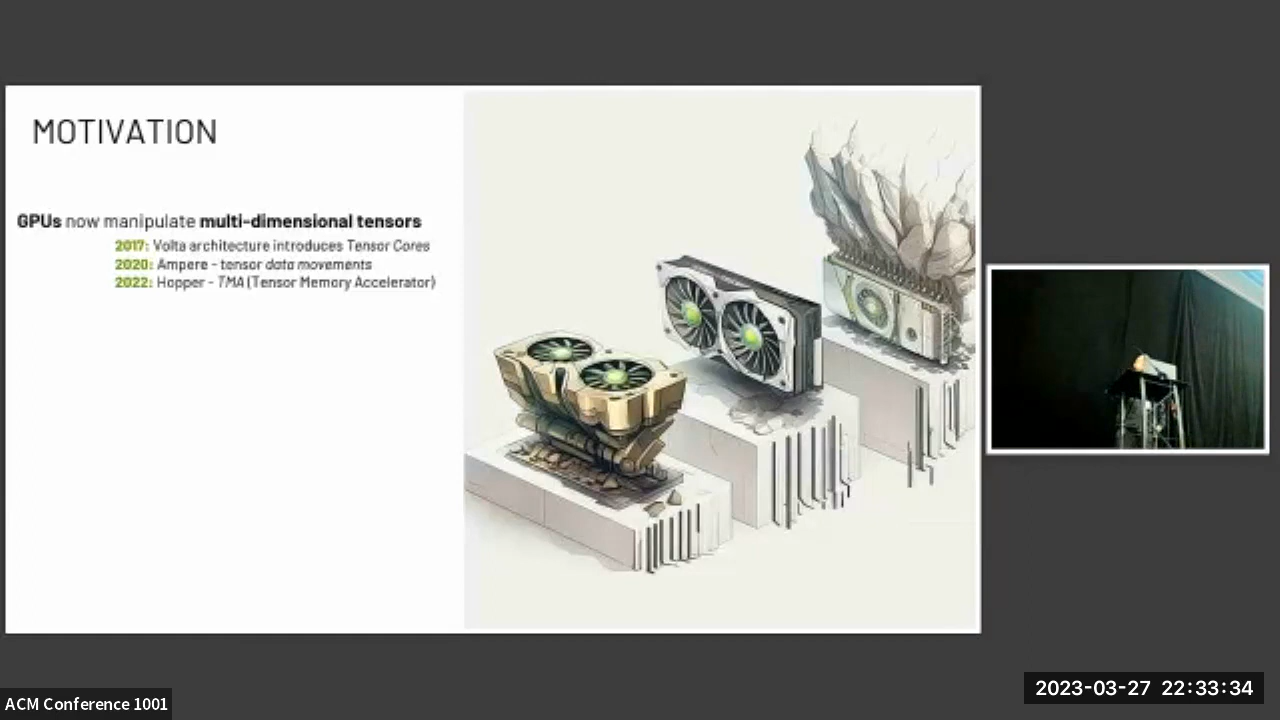 MOTIVATION
GPUs now manipulate multi-dimensional tensors
2017: Volta architecture introduces Tensor Cores
2020: Ampere - tensor data movements
2022: Hopper - TMA (Tensor Memory Accelerator)
2023-03-27 22:33:34
ACM Conference 1001